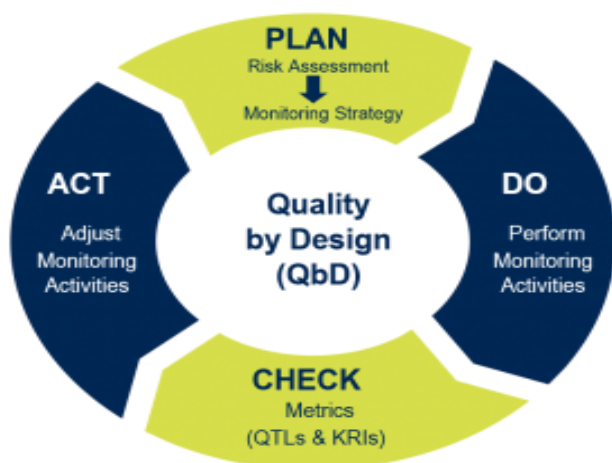 PLAN
Risk Assessment
Monitoring Strategy
DO
Perform
Monitoring
Activities
CHECK
Metrics
(QTLs & KRIs)
ACT
Adjust
Monitoring
Activities
Quality
by Design
(QbD)